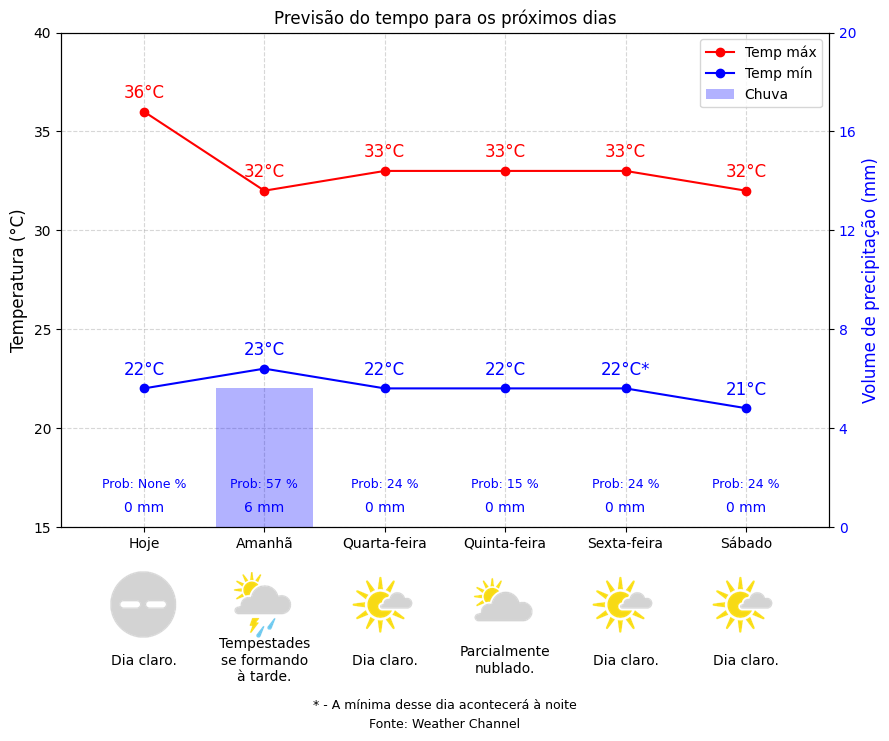 Previsão do tempo para os próximos dias
Temp máx
Temp mín
Chuva
Temperatura (°C)
Volume de precipitação (mm)
40
35
30
25
20
15
20
16
12
8
4
0
36°C
32°C
33°C
33°C
33°C
32°C
22°C
23°C
22°C
22°C
22°C*
21°C
Prob: None %
Prob: 57 %
Prob: 24 %
Prob: 15 %
Prob: 24 %
Prob: 24 %
0 mm
6 mm
0 mm
0 mm
0 mm
0 mm
Hoje
Amanhã
Quarta-feira
Quinta-feira
Sexta-feira
Sábado
Dia claro.
Tempestades
se formando
à tarde.
Dia claro.
Parcialmente
nublado.
Dia claro.
Dia claro.
* - A mínima desse dia acontecerá à noite
Fonte: Weather Channel